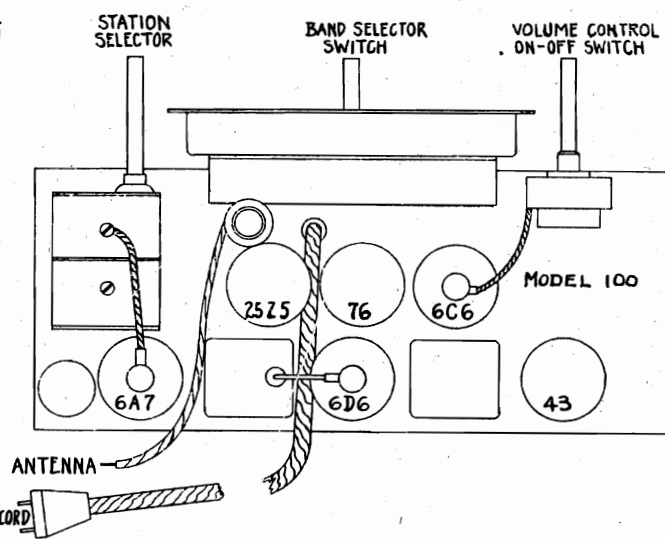 STATION
SELECTOR
BAND SELECTOR
SWITCH
VOLUME CONTROL
ON-OFF SWITCH
25Z5
76
6C6
MODEL 100
6A7
6D6
43
ANTENNA
CORD